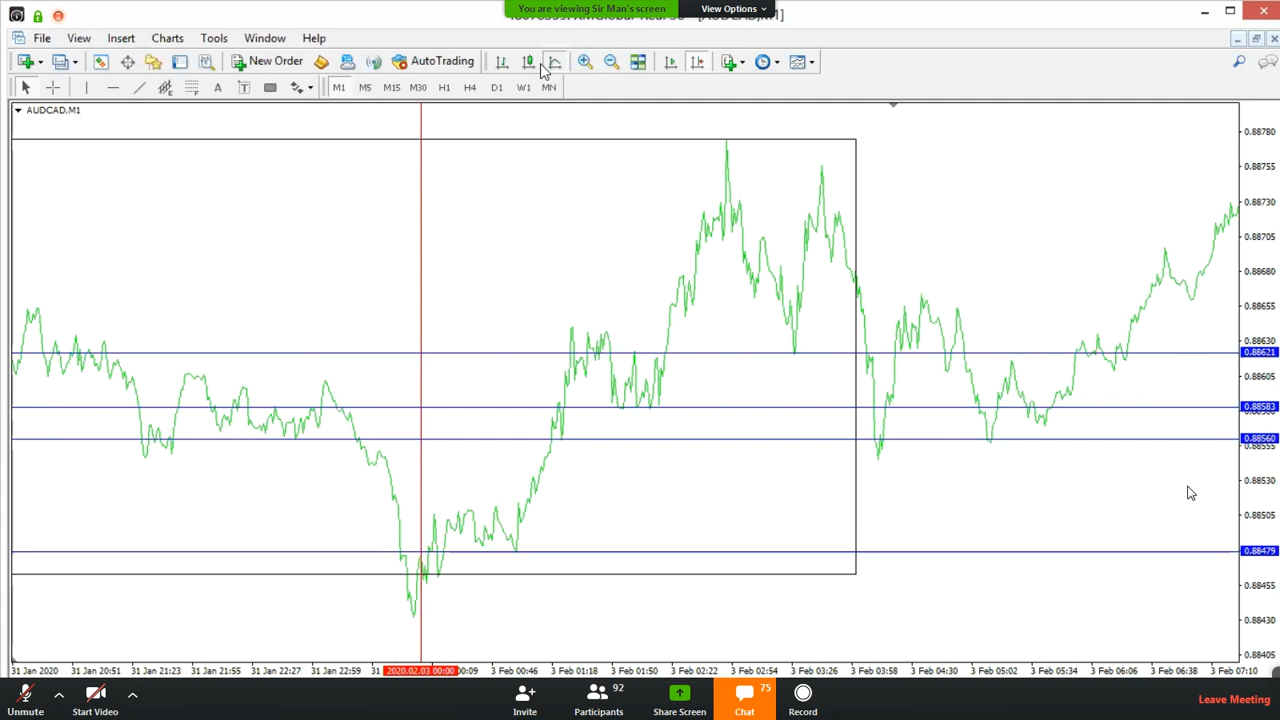 You are viewing Sir Man's screen
View Options
[AUDCAD,M1]
File View Insert Charts Tools Window Help
New Order AutoTrading
A T M1 M5 M15 M30 H1 H4 D1 W1 MN
AUDCAD,M1
0.88780
0.88755
0.88730
0.88705
0.88680
0.88655
0.88630
0.88621
0.88605
0.88583
0.88560
0.88555
0.88530
0.88505
0.88479
0.88455
0.88430
0.88405
31 Jan 2020 31 Jan 20:51 31 Jan 21:23 31 Jan 21:55 31 Jan 22:27 31 Jan 22:59 31 2020.02.03 00:00 00:09 3 Feb 00:46 3 Feb 01:18 3 Feb 01:50 3 Feb 02:22 3 Feb 02:54 3 Feb 03:26 3 Feb 03:58 3 Feb 04:30 3 Feb 05:02 3 Feb 05:34 3 Feb 06:06 3 Feb 06:38 3 Feb 07:10
92 75
Unmute Start Video Invite Participants Share Screen Chat Record Leave Meeting